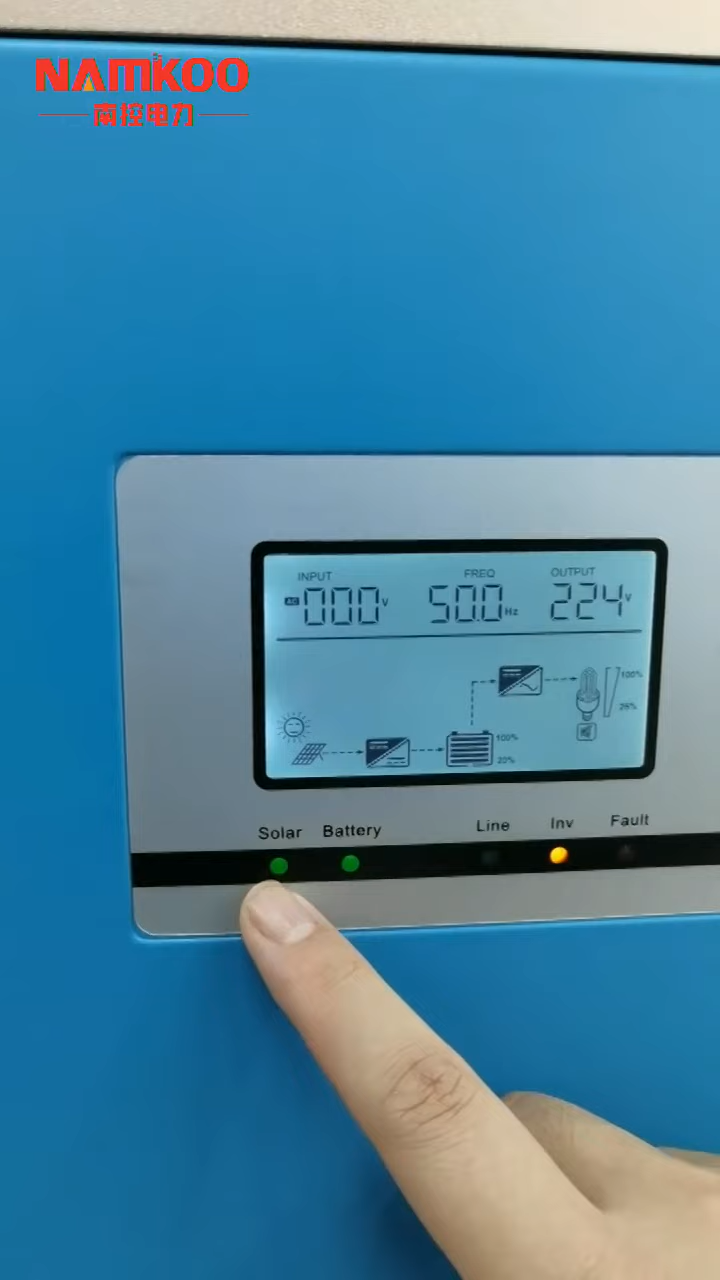 NAMKOO
南控电力
INPUT FREQ OUTPUT
AC 000V 50.0Hz 224V
100%
25%
100%
20%
Solar Battery Line Inv Fault